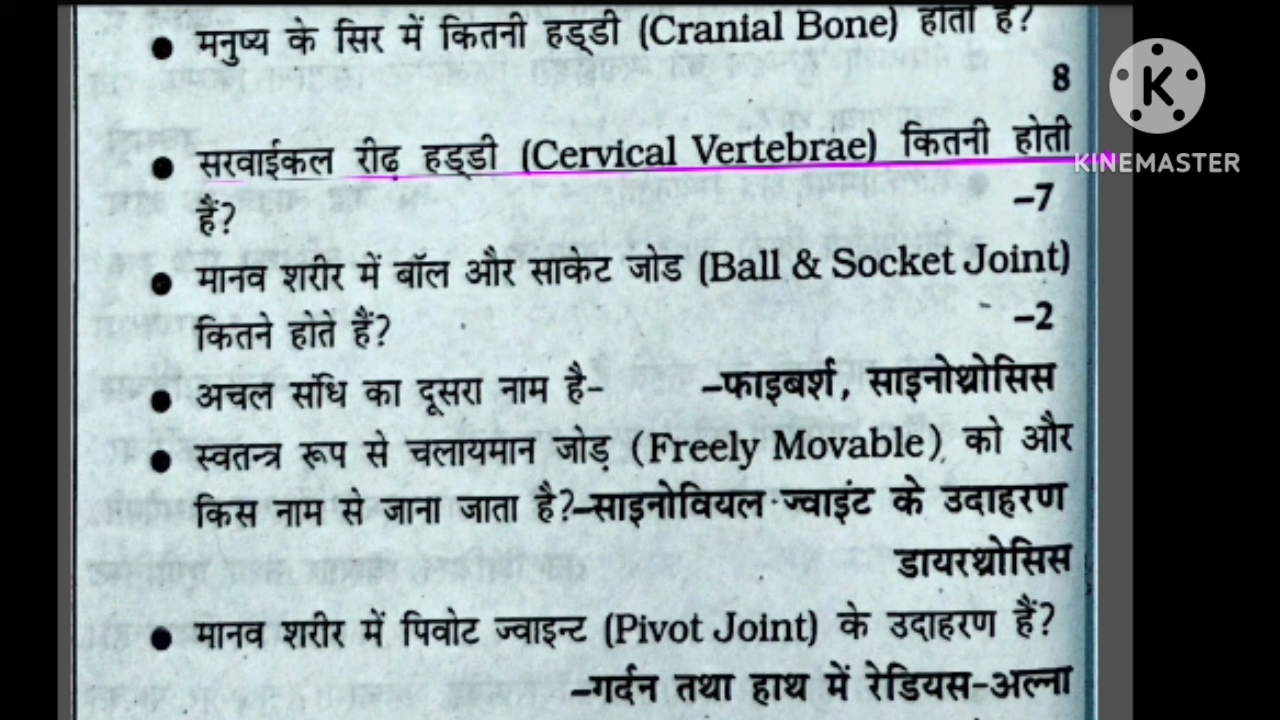 मनुष्य के सिर में कितनी हड्डी (Cranial Bone) होती है?
8
सरवाईकल रीढ़ हड्डी (Cervical Vertebrae) कितनी होती
हैं? –7
मानव शरीर में बॉल और साकेट जोड (Ball & Socket Joint)
कितने होते हैं? –2
अचल संधि का दूसरा नाम है– –फाइबर्श, साइनोथ्रोसिस
स्वतन्त्र रूप से चलायमान जोड़ (Freely Movable) को और
किस नाम से जाना जाता है?–साइनोवियल ज्वाइंट के उदाहरण
डायरथ्रोसिस
मानव शरीर में पिवोट ज्वाइन्ट (Pivot Joint) के उदाहरण हैं?
–गर्दन तथा हाथ में रेडियस-अल्ना
K
KINEMASTER